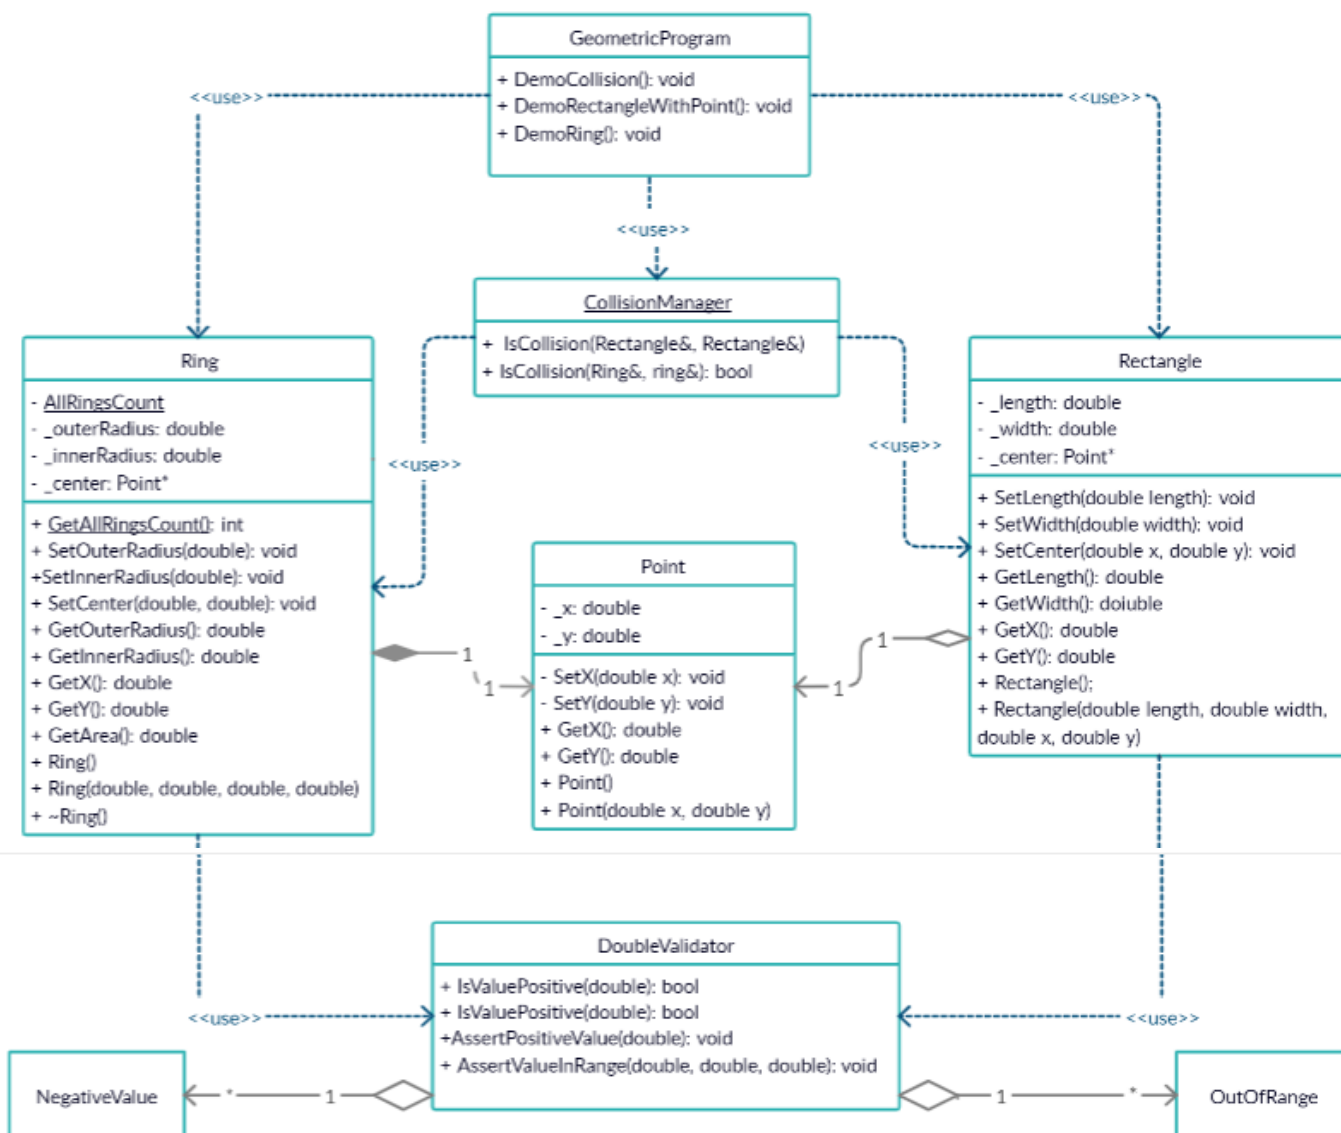 GeometricProgram
+ DemoCollision(): void
+ DemoRectangleWithPoint(): void
+ DemoRing(): void
<<use>>
<<use>>
<<use>>
CollisionManager
+ IsCollision(Rectangle&, Rectangle&)
+ IsCollision(Ring&, ring&): bool
Ring
- AllRingsCount
- _outerRadius: double
- _innerRadius: double
- _center: Point*
+ GetAllRingsCount(): int
+ SetOuterRadius(double): void
+SetInnerRadius(double): void
+ SetCenter(double, double): void
+ GetOuterRadius(): double
+ GetInnerRadius(): double
+ GetX(): double
+ GetY(): double
+ GetArea(): double
+ Ring()
+ Ring(double, double, double, double)
+ ~Ring()
<<use>>
<<use>>
Rectangle
- _length: double
- _width: double
- _center: Point*
+ SetLength(double length): void
+ SetWidth(double width): void
+ SetCenter(double x, double y): void
+ GetLength(): double
+ GetWidth(): doiuble
+ GetX(): double
+ GetY(): double
+ Rectangle();
+ Rectangle(double length, double width,
double x, double y)
Point
- _x: double
- _y: double
- SetX(double x): void
- SetY(double y): void
+ GetX(): double
+ GetY(): double
+ Point()
+ Point(double x, double y)
1
1
1
1
DoubleValidator
+ IsValuePositive(double): bool
+ IsValuePositive(double): bool
+AssertPositiveValue(double): void
+ AssertValueInRange(double, double, double): void
<<use>>
<<use>>
NegativeValue
* 1
1 *
OutOfRange